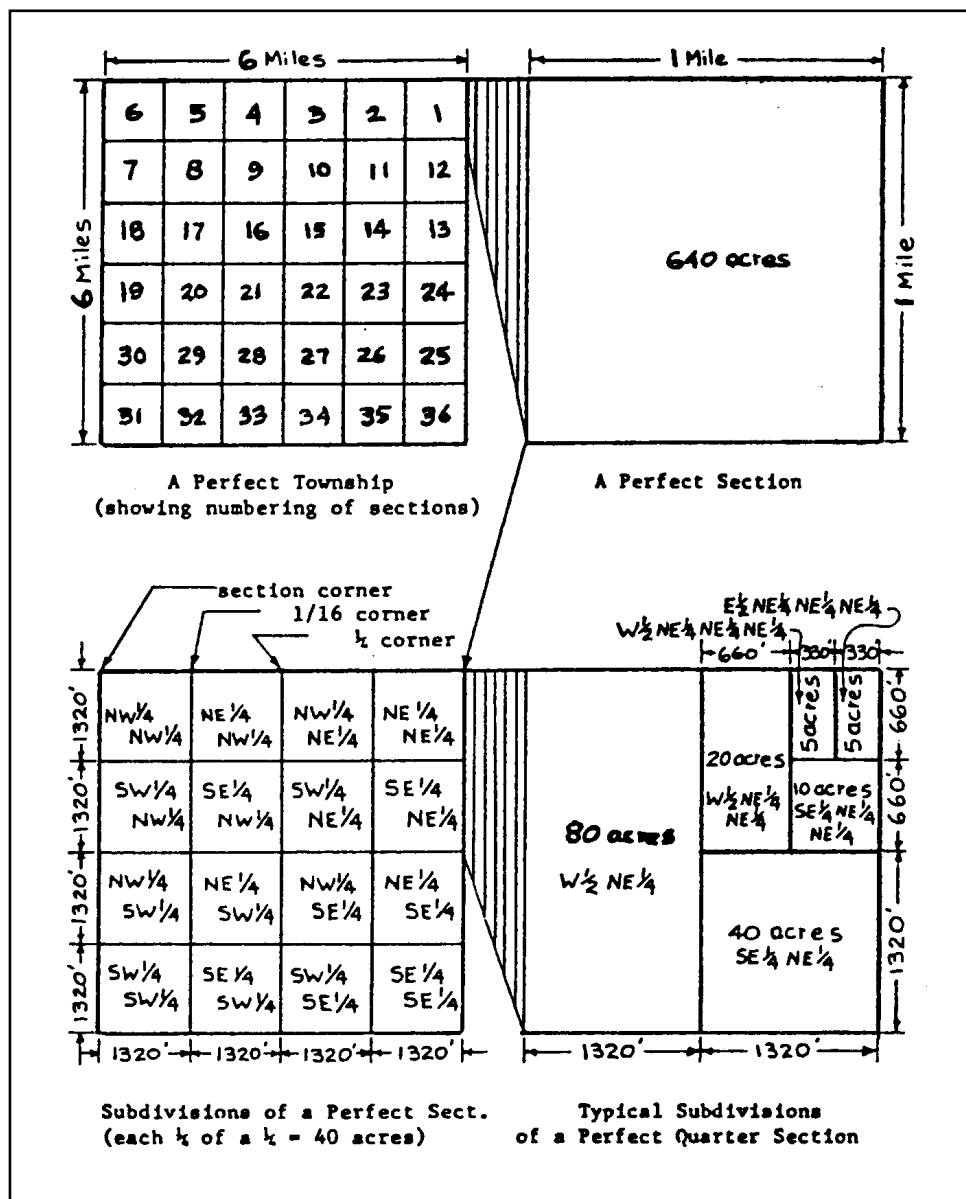 6 Miles
1 Mile
6 5 4 3 2 1
7 8 9 10 11 12
18 17 16 15 14 13
19 20 21 22 23 24
30 29 28 27 26 25
31 32 33 34 35 36
6 Miles
640 acres
1 Mile
A Perfect Township
(showing numbering of sections)
A Perfect Section
section corner
1/16 corner
¼ corner
E½ NE¼ NE¼ NE¼
W½ NE¼ NE¼ NE¼
660' 330' 330'
1320'
1320'
1320'
1320'
NW1/4
NW1/4
NE1/4
NW1/4
NW1/4
NE1/4
NE1/4
NE1/4
SW1/4
NW1/4
SE1/4
NW1/4
SW1/4
NE1/4
SE1/4
NE1/4
NW1/4
SW1/4
NE1/4
SW1/4
NW1/4
SE1/4
NE1/4
SE1/4
SW1/4
SW1/4
SE1/4
SW1/4
SW1/4
SE1/4
SE1/4
SE1/4
1320' 1320' 1320' 1320'
80 acres
W½ NE¼
20 acres
W½ NE¼
NE¼
5 acres
5 acres
10 acres
SE¼ NE¼
NE¼
40 acres
SE¼ NE¼
660'
660'
1320'
1320' 1320'
Subdivisions of a Perfect Sect.
(each ¼ of a ¼ = 40 acres)
Typical Subdivisions
of a Perfect Quarter Section